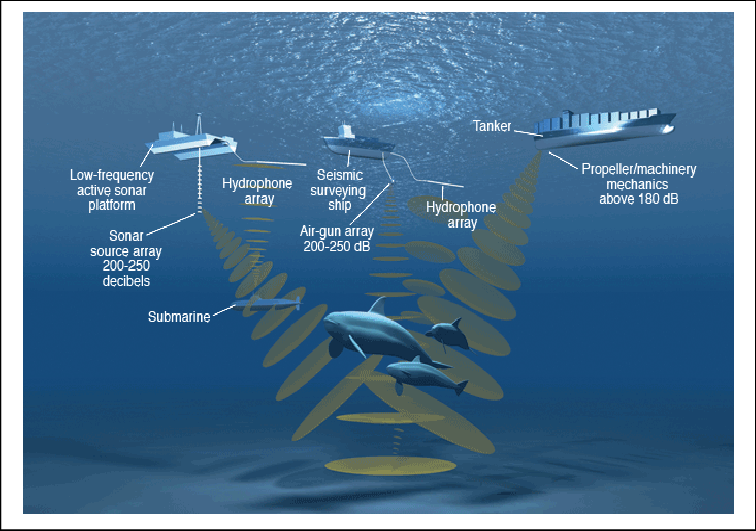 Tanker
Low-frequency
active sonar
platform
Hydrophone
array
Seismic
surveying
ship
Propeller/machinery
mechanics
above 180 dB
Hydrophone
array
Air-gun array
200-250 dB
Sonar
source array
200-250
decibels
Submarine